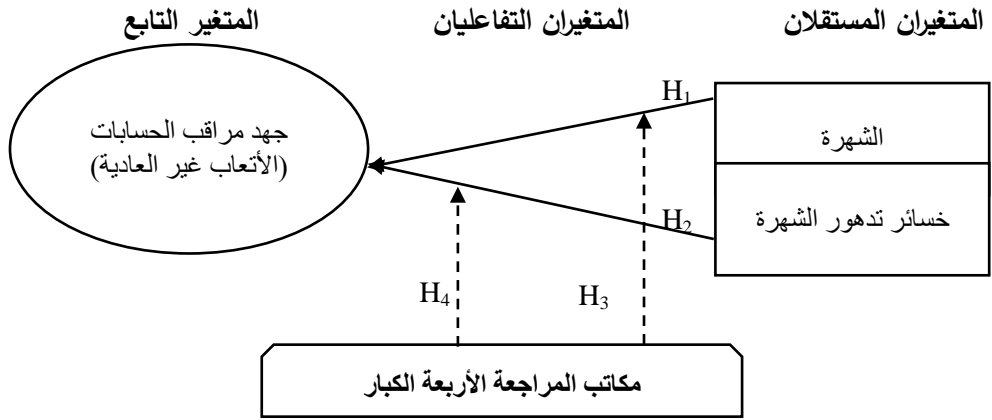 المتغيران المستقلان
المتغيران التفاعليان
المتغير التابع
H1
الشهرة
جهد مراقب الحسابات
(الأتعاب غير العادية)
خسائر تدهور الشهرة
H2
H3
H4
مكاتب المراجعة الأربعة الكبار